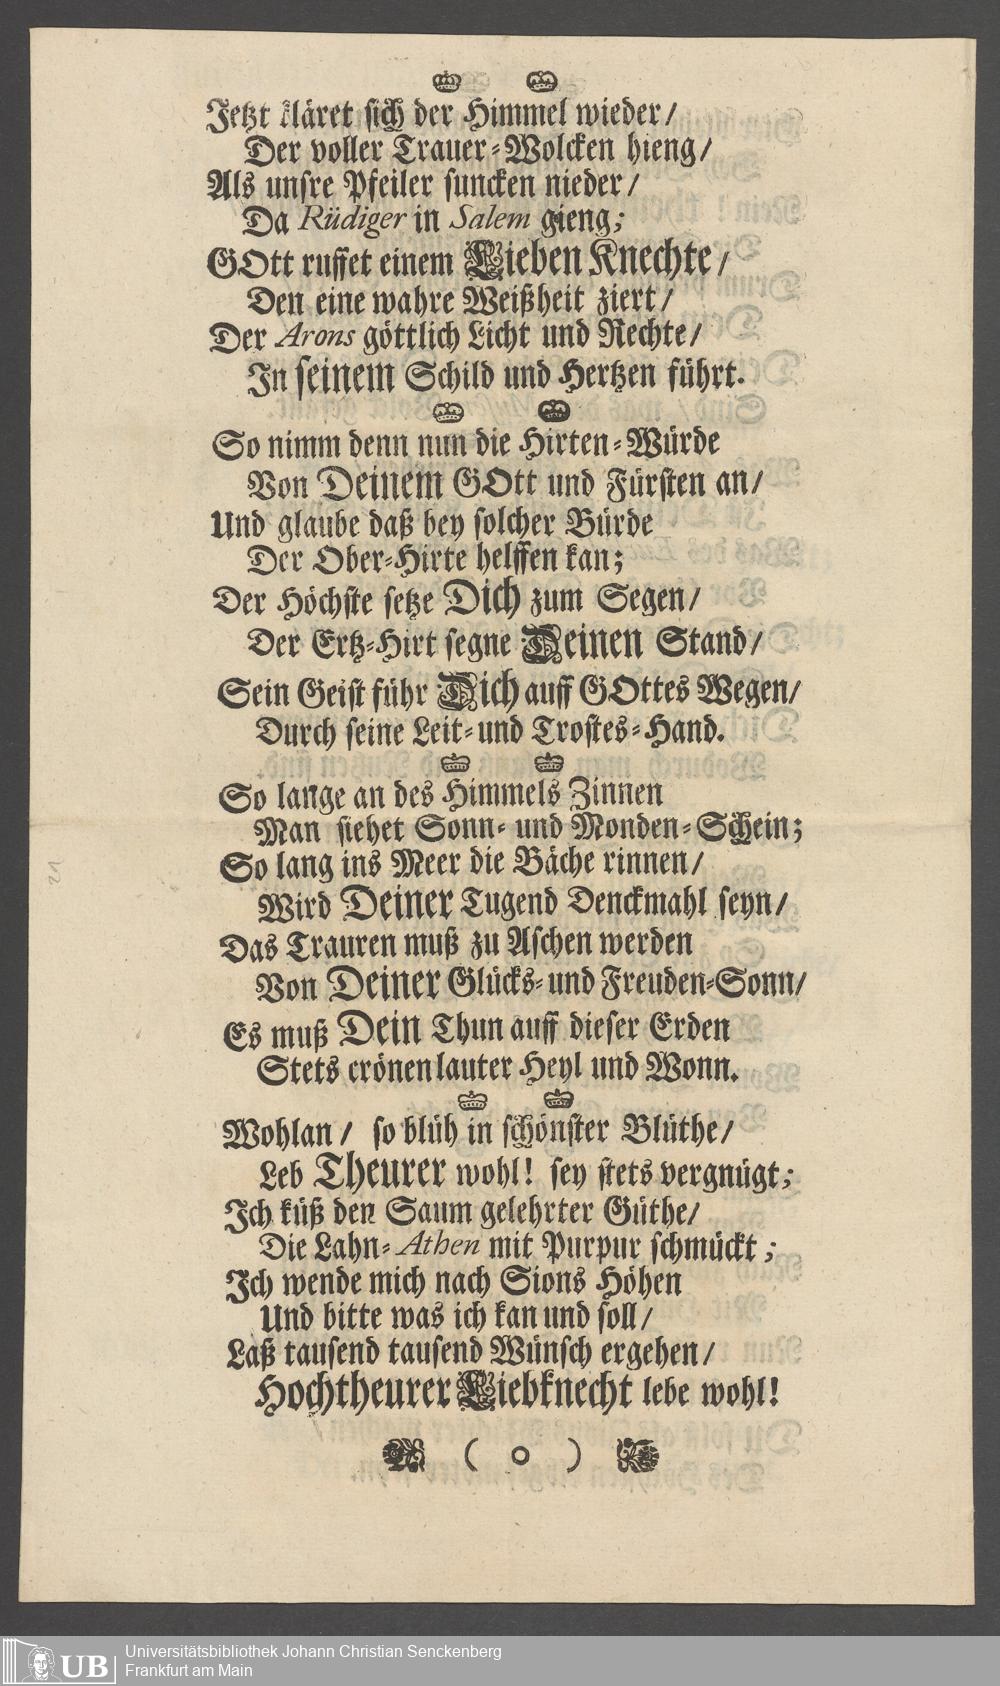 Jetzt kläret sich der Himmel wieder/
Der voller Trauer-Wolcken hieng/
Als unsre Pfeiler suncken nieder/
Da Rüdiger in Salem gieng;
GOtt ruffet einem Lieben Knechte/
Den eine wahre Weißheit ziert/
Der Arons göttlich Licht und Rechte/
In seinem Schild und Hertzen führt.
So nimm denn nun die Hirten-Würde
Von Deinem GOtt und Fürsten an/
Und glaube daß bey solcher Bürde
Der Ober-Hirte helffen kan;
Der Höchste setze Dich zum Segen/
Der Ertz-Hirt segne Deinen Stand/
Sein Geist führ Dich auff GOttes Wegen/
Durch seine Leit- und Trostes-Hand.
So lange an des Himmels Zinnen
Man siehet Sonn- und Monden-Schein;
So lang ins Meer die Bäche rinnen/
Wird Deiner Tugend Denckmahl seyn/
Das Trauren muß zu Aschen werden
Von Deiner Glücks- und Freuden-Sonn/
Es muß Dein Thun auff dieser Erden
Stets crönen lauter Heyl und Wonn.
Wohlan/ so blüh in schönster Blüthe/
Leb Theurer wohl! sey stets vergnügt;
Ich küß den Saum gelehrter Güthe/
Die Lahn-Athen mit Purpur schmückt;
Ich wende mich nach Sions Höhen
Und bitte was ich kan und soll/
Laß tausend tausend Wünsch ergehen/
Hochtheurer Liebknecht lebe wohl!
( o )
21
UB
Universitätsbibliothek Johann Christian Senckenberg
Frankfurt am Main